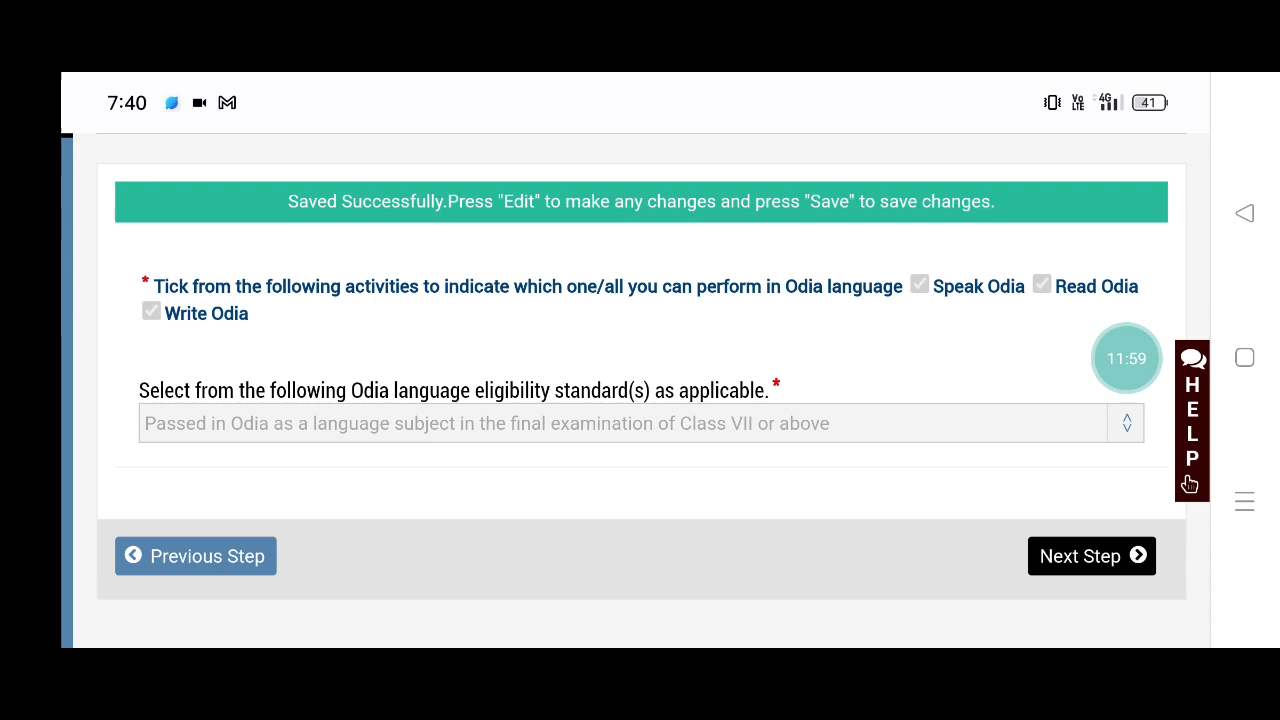 7:40
Vo LTE 4G 41
Saved Successfully.Press "Edit" to make any changes and press "Save" to save changes.
* Tick from the following activities to indicate which one/all you can perform in Odia language Speak Odia Read Odia
Write Odia
11:59
Select from the following Odia language eligibility standard(s) as applicable.*
Passed in Odia as a language subject in the final examination of Class VII or above
HELP
Previous Step
Next Step